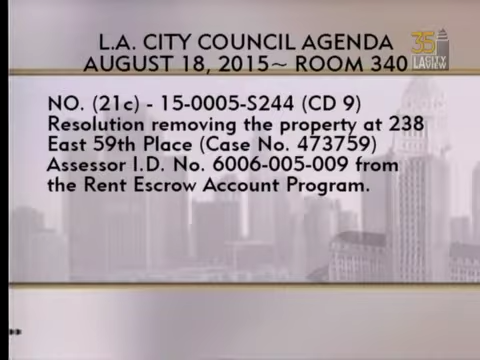 L.A. CITY COUNCIL AGENDA
AUGUST 18, 2015~ ROOM 340
35
LACITY
VIEW
NO. (21c) - 15-0005-S244 (CD 9)
Resolution removing the property at 238
East 59th Place (Case No. 473759)
Assessor I.D. No. 6006-005-009 from
the Rent Escrow Account Program.